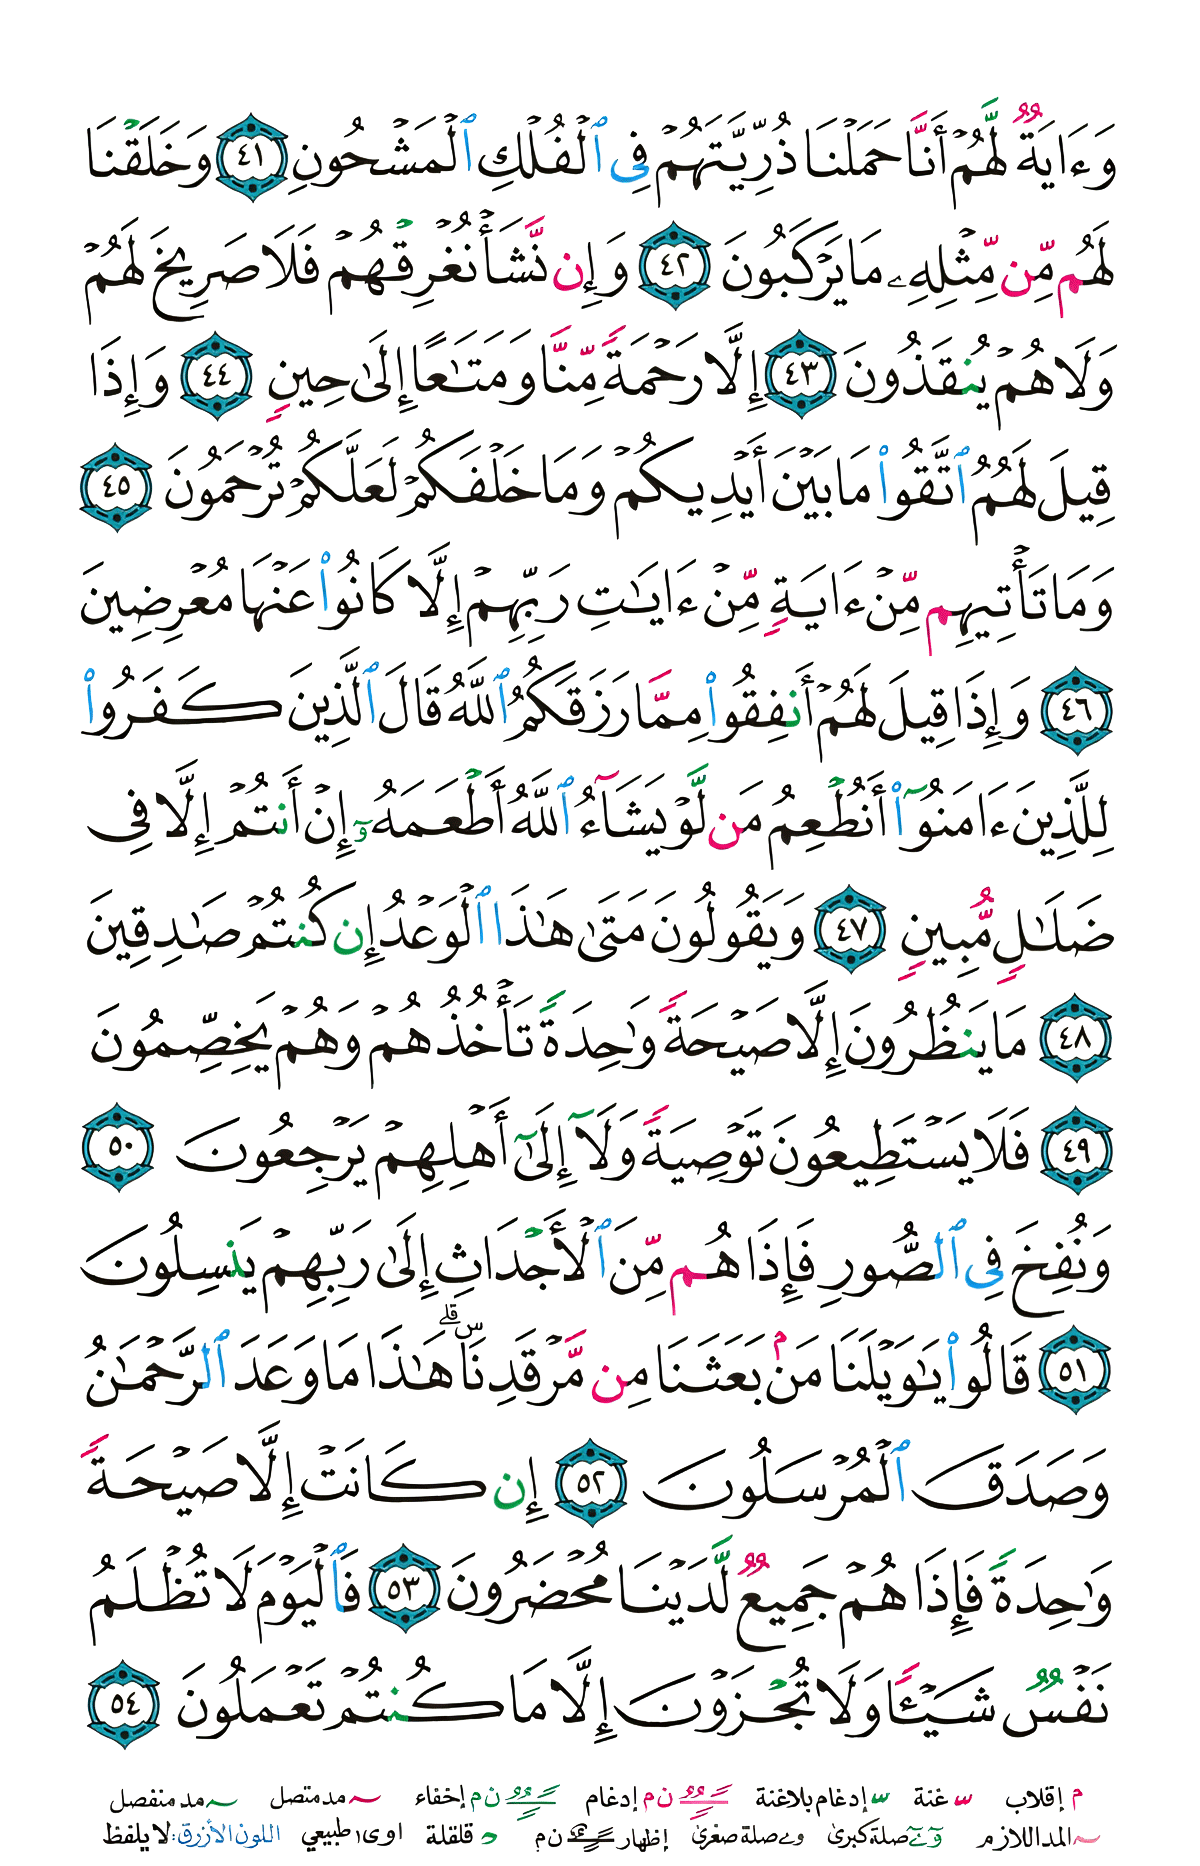 وَءَايَةٌ لَّهُمْ أَنَّا حَمَلْنَا ذُرِّيَّتَهُمْ فِى ٱلْفُلْكِ ٱلْمَشْحُونِ ٤١ وَخَلَقْنَا
لَهُم مِّن مِّثْلِهِۦ مَا يَرْكَبُونَ ٤٢ وَإِن نَّشَأْ نُغْرِقْهُمْ فَلَا صَرِيخَ لَهُمْ
وَلَا هُمْ يُنقَذُونَ ٤٣ إِلَّا رَحْمَةً مِّنَّا وَمَتَـٰعًا إِلَىٰ حِينٍ ٤٤ وَإِذَا
قِيلَ لَهُمُ ٱتَّقُوا۟ مَا بَيْنَ أَيْدِيكُمْ وَمَا خَلْفَكُمْ لَعَلَّكُمْ تُرْحَمُونَ ٤٥
وَمَا تَأْتِيهِم مِّنْ ءَايَةٍ مِّنْ ءَايَـٰتِ رَبِّهِمْ إِلَّا كَانُوا۟ عَنْهَا مُعْرِضِينَ
٤٦ وَإِذَا قِيلَ لَهُمْ أَنفِقُوا۟ مِمَّا رَزَقَكُمُ ٱللَّهُ قَالَ ٱلَّذِينَ كَفَرُوا۟
لِلَّذِينَ ءَامَنُوٓا۟ أَنُطْعِمُ مَن لَّوْ يَشَآءُ ٱللَّهُ أَطْعَمَهُۥٓ إِنْ أَنتُمْ إِلَّا فِى
ضَلَـٰلٍ مُّبِينٍ ٤٧ وَيَقُولُونَ مَتَىٰ هَـٰذَا ٱلْوَعْدُ إِن كُنتُمْ صَـٰدِقِينَ
٤٨ مَا يَنظُرُونَ إِلَّا صَيْحَةً وَٰحِدَةً تَأْخُذُهُمْ وَهُمْ يَخِصِّمُونَ
٤٩ فَلَا يَسْتَطِيعُونَ تَوْصِيَةً وَلَآ إِلَىٰٓ أَهْلِهِمْ يَرْجِعُونَ ٥٠
وَنُفِخَ فِى ٱلصُّورِ فَإِذَا هُم مِّنَ ٱلْأَجْدَاثِ إِلَىٰ رَبِّهِمْ يَنسِلُونَ
٥١ قَالُوا۟ يَـٰوَيْلَنَا مَنۢ بَعَثَنَا مِن مَّرْقَدِنَا ۜ ۗ هَـٰذَا مَا وَعَدَ ٱلرَّحْمَـٰنُ
وَصَدَقَ ٱلْمُرْسَلُونَ ٥٢ إِن كَانَتْ إِلَّا صَيْحَةً
وَٰحِدَةً فَإِذَا هُمْ جَمِيعٌ لَّدَيْنَا مُحْضَرُونَ ٥٣ فَٱلْيَوْمَ لَا تُظْلَمُ
نَفْسٌ شَيْـًٔا وَلَا تُجْزَوْنَ إِلَّا مَا كُنتُمْ تَعْمَلُونَ ٥٤
م إقلاب غنة إدغام بلاغنة ن م إدغام ن م إخفاء مد متصل مد منفصل
المد اللازم صلة كبرى صلة صغرى إظهار ن م قلقلة اوى طبيعي اللون الأزرق: لا يلفظ